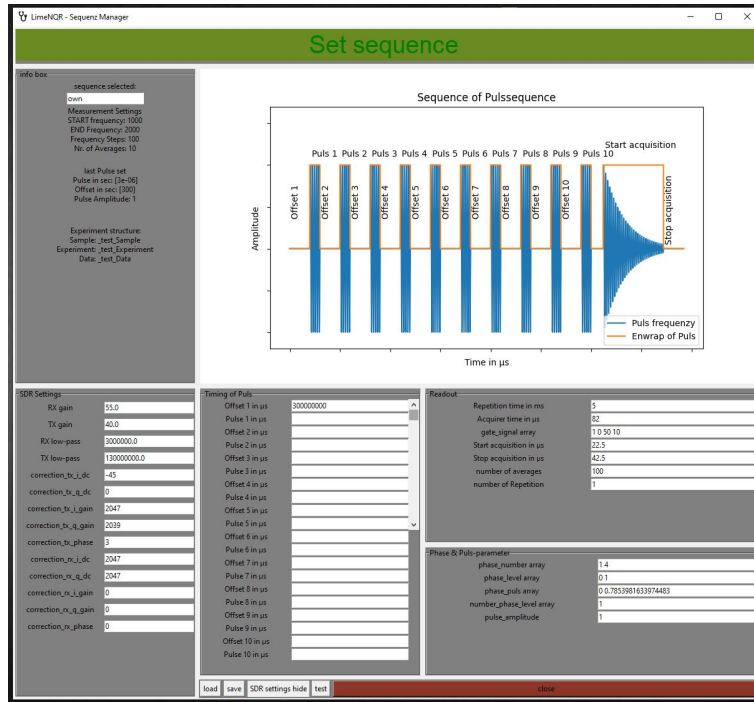 LimeNQR - Sequenz Manager
Set sequence
info box
sequence selected:
own
Measurement Settings
START frequency: 1000
END Frequency: 2000
Frequency Steps: 100
Nr. of Averages: 10
last Pulse set
Pulse in sec: [3e-06]
Offset in sec: [300]
Pulse Amplitude: 1
Experiment structure:
Sample: _test_Sample
Experiment: _test_Experiment
Data: _test_Data
Sequence of Pulssequence
Start acquisition
Puls 1 Puls 2 Puls 3 Puls 4 Puls 5 Puls 6 Puls 7 Puls 8 Puls 9 Puls 10
Offset 1
Offset 2
Offset 3
Offset 4
Offset 5
Offset 6
Offset 7
Offset 8
Offset 9
Offset 10
Stop acquisition
Amplitude
Puls frequenzy
Enwrap of Puls
Time in µs
SDR Settings
RX gain 55.0
TX gain 40.0
RX low-pass 3000000.0
TX low-pass 130000000.0
correction_tx_i_dc -45
correction_tx_q_dc 0
correction_tx_i_gain 2047
correction_tx_q_gain 2039
correction_tx_phase 3
correction_rx_i_dc 2047
correction_rx_q_dc 2047
correction_rx_i_gain 0
correction_rx_q_gain 0
correction_rx_phase 0
Timing of Puls
Offset 1 in µs 300000000
Pulse 1 in µs
Offset 2 in µs
Pulse 2 in µs
Offset 3 in µs
Pulse 3 in µs
Offset 4 in µs
Pulse 4 in µs
Offset 5 in µs
Pulse 5 in µs
Offset 6 in µs
Pulse 6 in µs
Offset 7 in µs
Pulse 7 in µs
Offset 8 in µs
Pulse 8 in µs
Offset 9 in µs
Pulse 9 in µs
Offset 10 in µs
Pulse 10 in µs
Readout
Repetition time in ms 5
Acquirer time in µs 82
gate_signal array 1 0 50 10
Start acquisition in µs 22.5
Stop acquisition in µs 42.5
number of averages 100
number of Repetition 1
Phase & Puls-parameter
phase_number array 1 4
phase_level array 0 1
phase_puls array 0 0.7853981633974483
number_phase_level array 1
pulse_amplitude 1
load save SDR settings hide test close